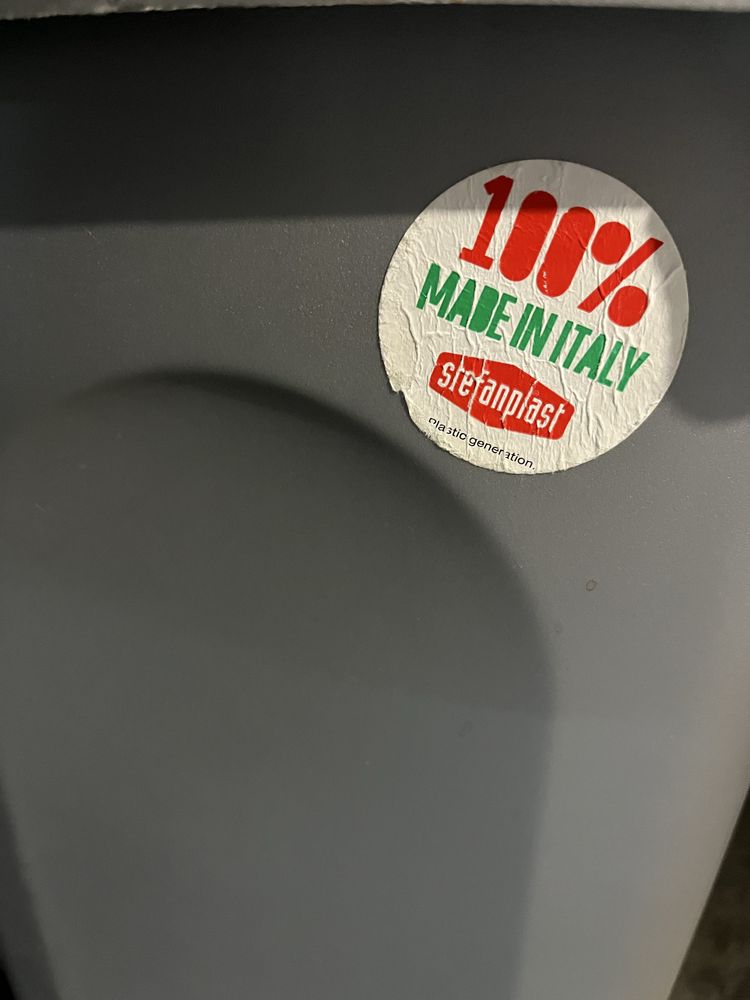 100%
MADE IN ITALY
stefanplast
plastic generation.